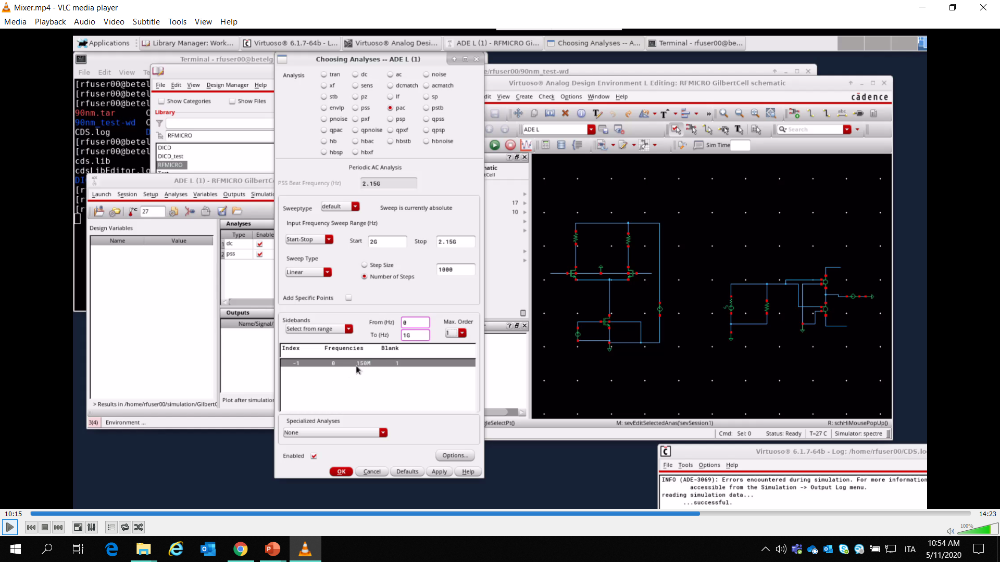 Mixer.mp4 - VLC media player
Media Playback Audio Video Subtitle Tools View Help
Applications
Library Manager: Work...
Virtuoso® 6.1.7-64b - L...
Virtuoso® Analog Desi...
ADE L (1) - RFMICRO Gi...
Choosing Analyses -- A...
Terminal - rfuser00@be...
Terminal - rfuser00@betelg
File Edit View Te
[rfuser00@betel
[rfuser00@betel
[rfuser00@betel
90nm.tar C
90nm_test-wd C
CDS.log
[rfuser00@betel
[rfuser00@betel
cds.lib
cdsLibEditor.lo
[r
[r
[r
File Edit View Design Manager Help
Show Categories Show Files
Library
RFMICRO
DICD
DICD_test
RFMICRO
ADE L (1) - RFMICRO GilbertC
Launch Session Setup Analyses Variables Outputs Simulati
°C 27
Design Variables
Name Value
Analyses
Type Enable
1 dc
2 pss
Outputs
Name/Signal/
Plot after simulation
> Results in /home/rfuser00/simulation/GilbertC
3(4) Environment ...
Choosing Analyses -- ADE L (1)
Analysis
tran dc ac noise
xf sens dcmatch acmatch
stb pz lf sp
envlp pss pac pstb
pnoise pxf psp qpss
qpac qpnoise qpxf qpsp
hb hbac hbstb hbnoise
hbsp hbxf
Periodic AC Analysis
PSS Beat Frequency (Hz) 2.15G
Sweeptype default Sweep is currently absolute
Input Frequency Sweep Range (Hz)
Start-Stop Start 2G Stop 2.15G
Sweep Type
Linear
Step Size
Number of Steps
1000
Add Specific Points
Sidebands
Select from range
From (Hz) 0
To (Hz) 1G
Max. Order
1
Index Frequencies Blank
-1 0 150M 1
Specialized Analyses
None
Enabled
Options...
OK Cancel Defaults Apply Help
e/rfuser00/90nm_test-wd
Virtuoso® Analog Design Environment L Editing: RFMICRO GilbertCell schematic
dit View Create Check Options Window Help
cādence
ADE L
Search
Sim Time
matic
tCell
17
10
gleSelectPt()
M: sevEditSelectedAnas('sevSession1)
R: schHiMousePopUp()
Cmd: Sel: 0 Status: Ready T=27 C Simulator: spectre
Virtuoso® 6.1.7-64b - Log: /home/rfuser00/CDS.lo
File Tools Options Help
INFO (ADE-3069): Errors encountered during simulation. For more information
accessible from the Simulation -> Output Log menu.
reading simulation data...
...successful.
10:15
14:23
100%
ITA
10:54 AM
5/11/2020